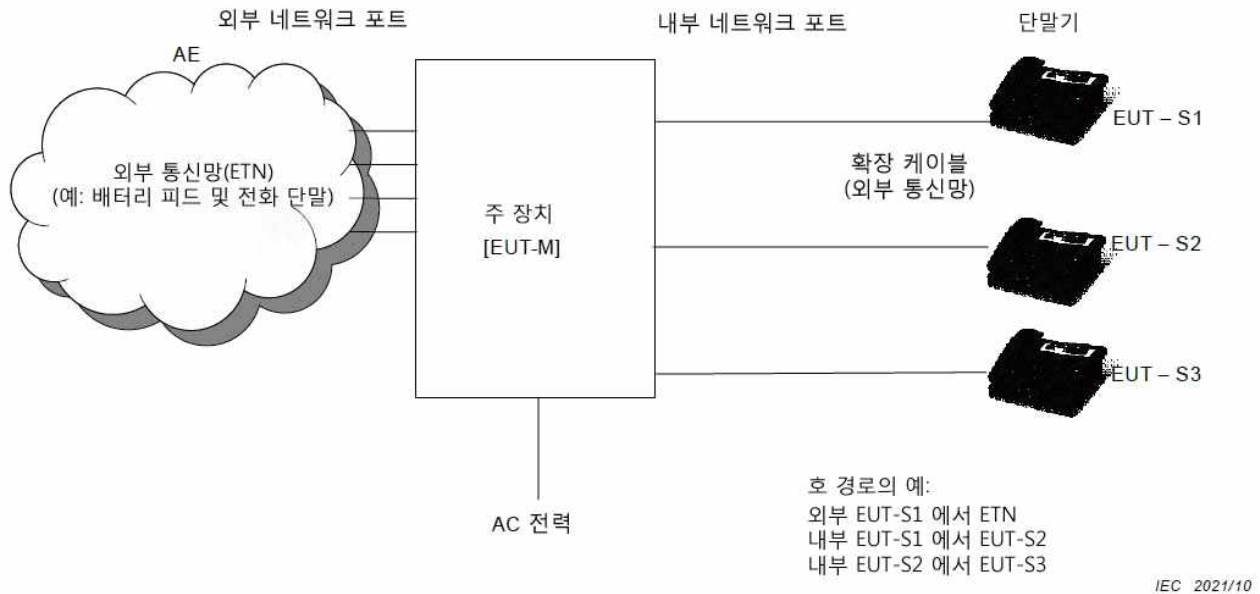 외부 네트워크 포트
내부 네트워크 포트
단말기
AE
외부 통신망(ETN)
(예: 배터리 피드 및 전화 단말)
주 장치
[EUT-M]
EUT – S1
확장 케이블
(외부 통신망)
EUT – S2
EUT – S3
AC 전력
호 경로의 예:
외부 EUT-S1 에서 ETN
내부 EUT-S1 에서 EUT-S2
내부 EUT-S2 에서 EUT-S3
IEC 2021/10